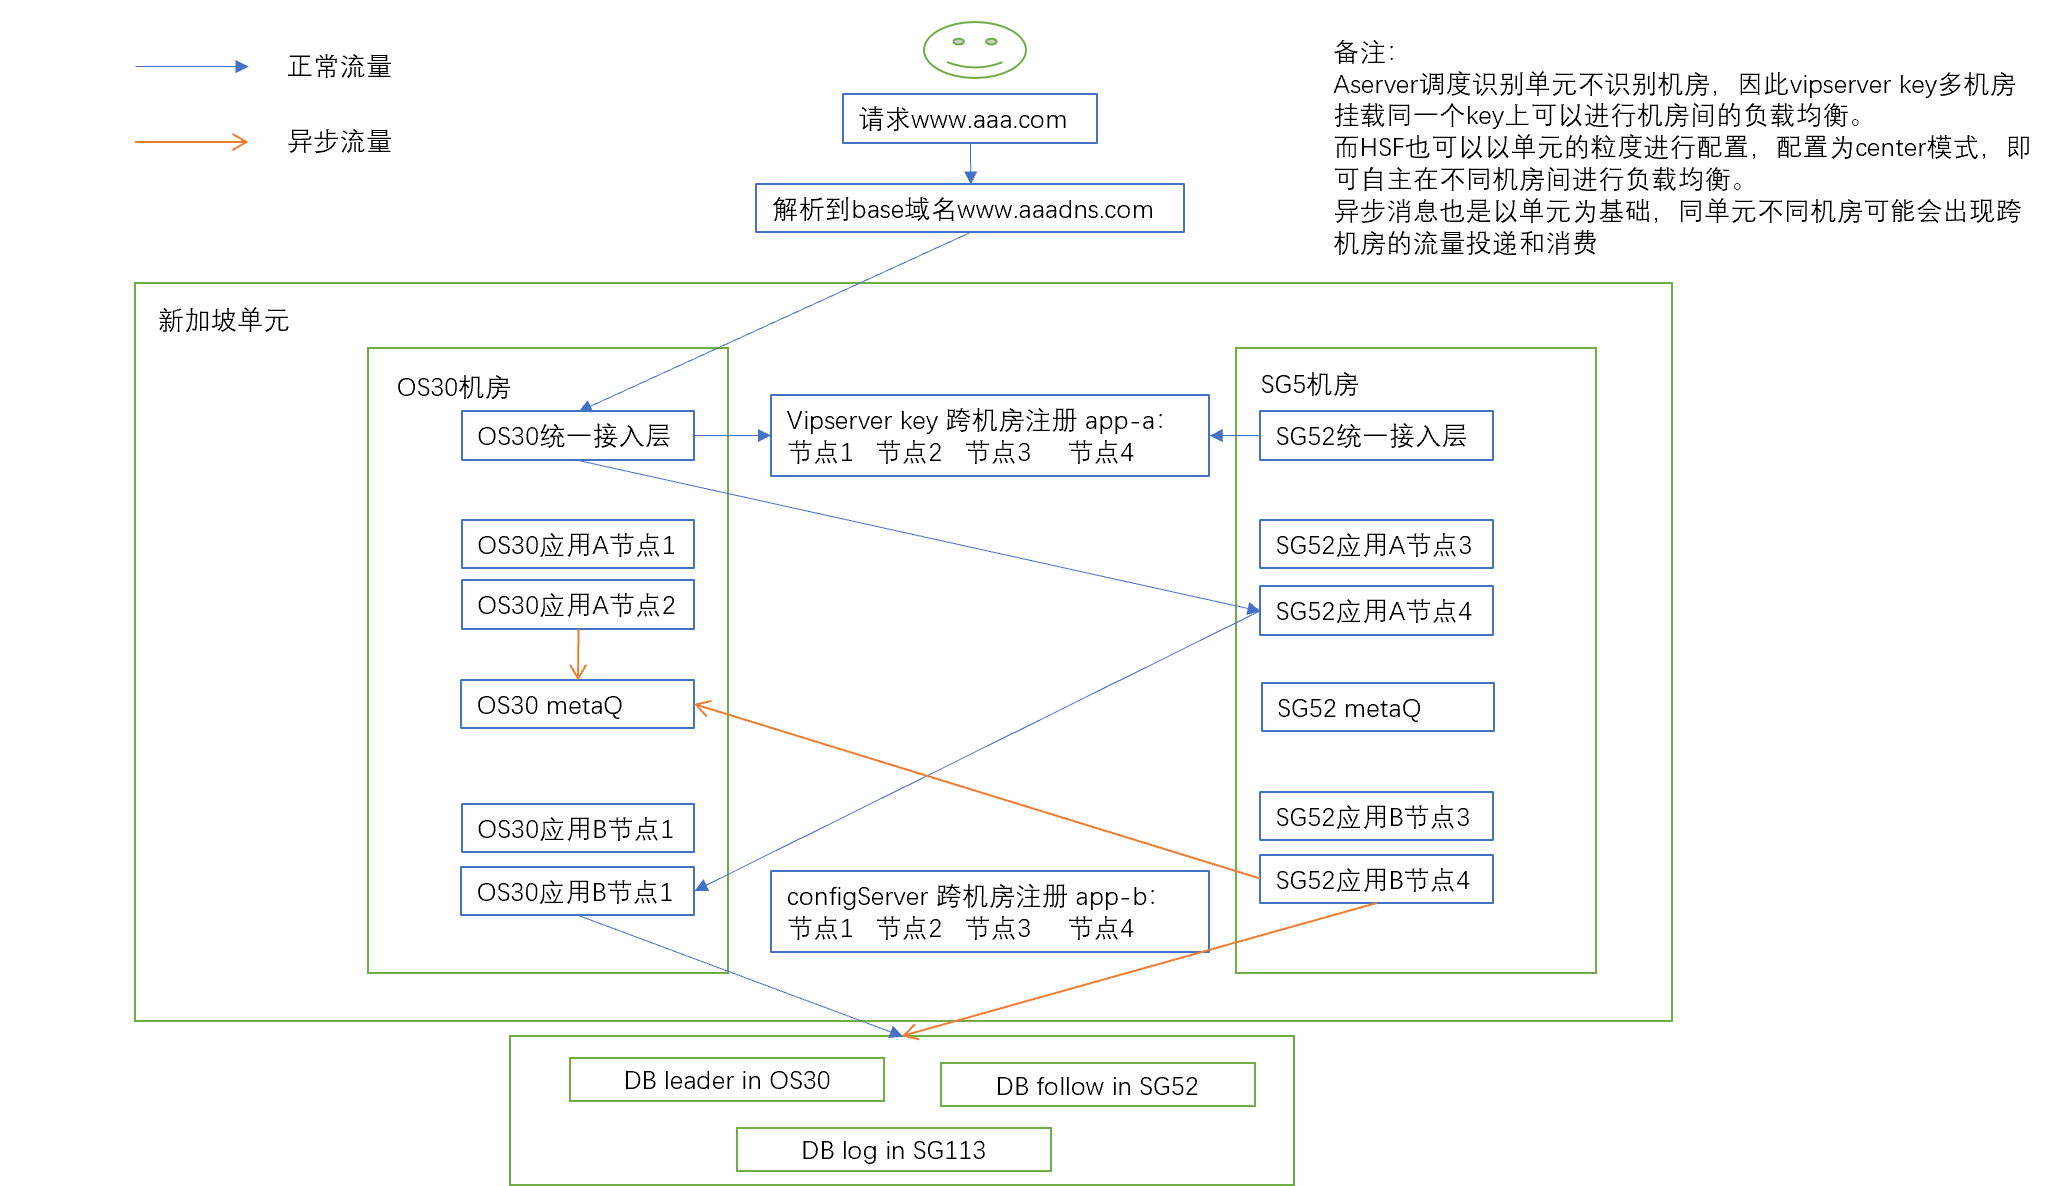 正常流量
异步流量
请求www.aaa.com
解析到base域名www.aaadns.com
备注：
Aserver调度识别单元不识别机房，因此vipserver key多机房
挂载同一个key上可以进行机房间的负载均衡。
而HSF也可以以单元的粒度进行配置，配置为center模式，即
可自主在不同机房间进行负载均衡。
异步消息也是以单元为基础，同单元不同机房可能会出现跨
机房的流量投递和消费
新加坡单元
OS30机房
OS30统一接入层
OS30应用A节点1
OS30应用A节点2
OS30 metaQ
OS30应用B节点1
OS30应用B节点1
Vipserver key 跨机房注册 app-a：
节点1 节点2 节点3 节点4
configServer 跨机房注册 app-b：
节点1 节点2 节点3 节点4
SG5机房
SG52统一接入层
SG52应用A节点3
SG52应用A节点4
SG52 metaQ
SG52应用B节点3
SG52应用B节点4
DB leader in OS30
DB follow in SG52
DB log in SG113